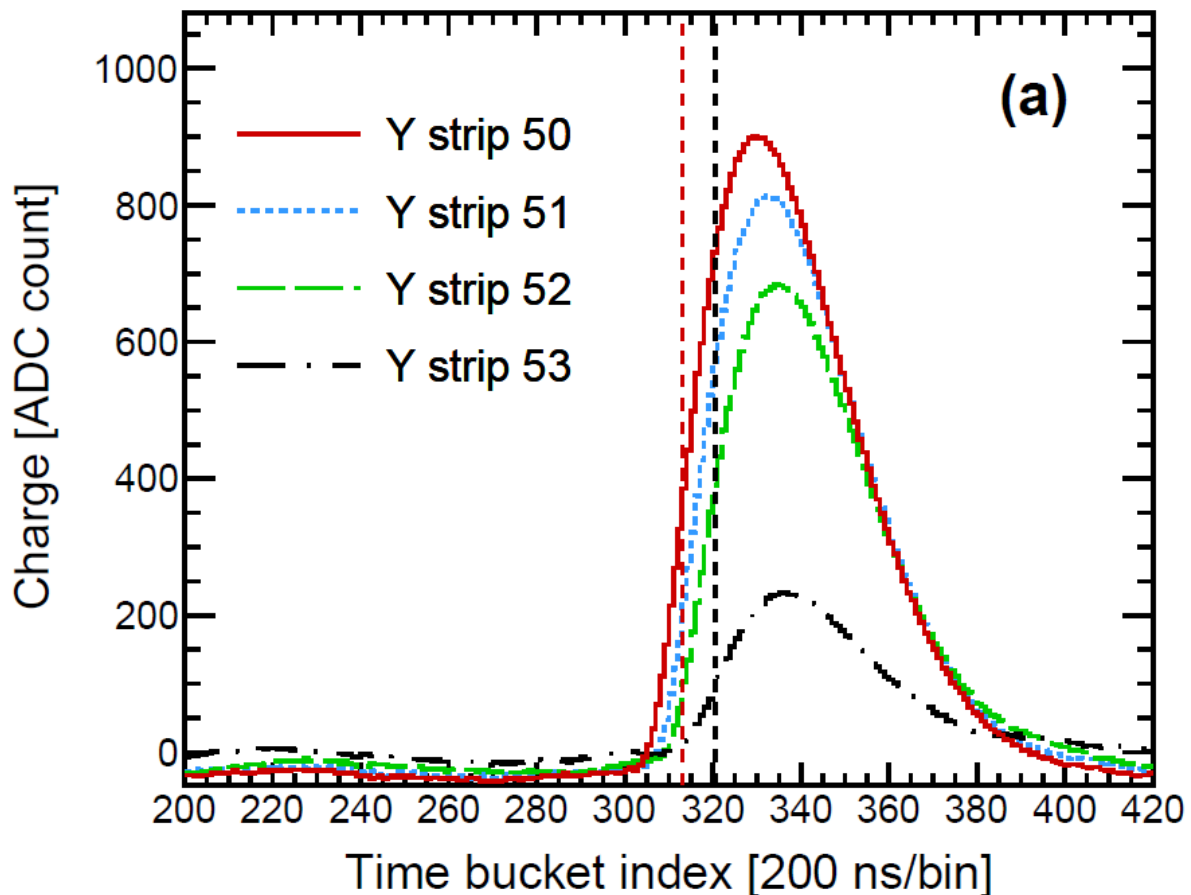 (a)
1000
800
600
400
200
0
Charge [ADC count]
Y strip 50
Y strip 51
Y strip 52
Y strip 53
200 220 240 260 280 300 320 340 360 380 400 420
Time bucket index [200 ns/bin]